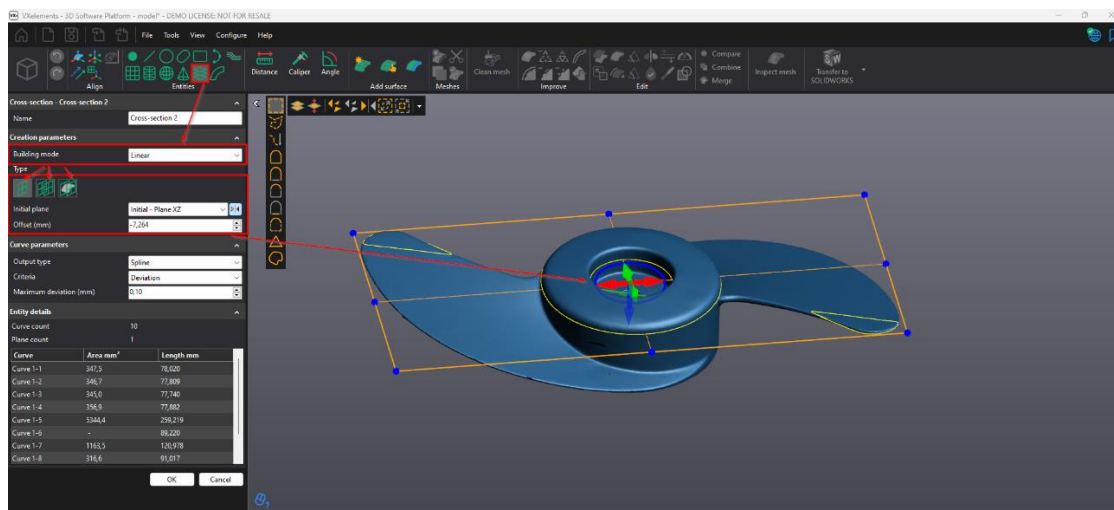 VXelements - 3D Software Platform - model* - DEMO LICENSE: NOT FOR RESALE
File Tools View Configure Help
Align
Entities
Distance Caliper Angle
Add surface
Meshes
Clean mesh
Improve
Edit
Compare
Combine
Merge
Inspect mesh
Transfer to SOLIDWORKS
Cross-section - Cross-section 2
Name Cross-section 2
Creation parameters
Building mode Linear
Type
Initial plane Initial - Plane XZ
Offset (mm) -7,264
Curve parameters
Output type Spline
Criteria Deviation
Maximum deviation (mm) 0,10
Entity details
Curve count 10
Plane count 1
Curve Area mm² Length mm
Curve 1-1 347,5 78,020
Curve 1-2 346,7 77,809
Curve 1-3 345,0 77,740
Curve 1-4 356,9 77,882
Curve 1-5 5344,4 259,219
Curve 1-6 - 89,220
Curve 1-7 1163,5 120,978
Curve 1-8 316,6 91,017
OK Cancel